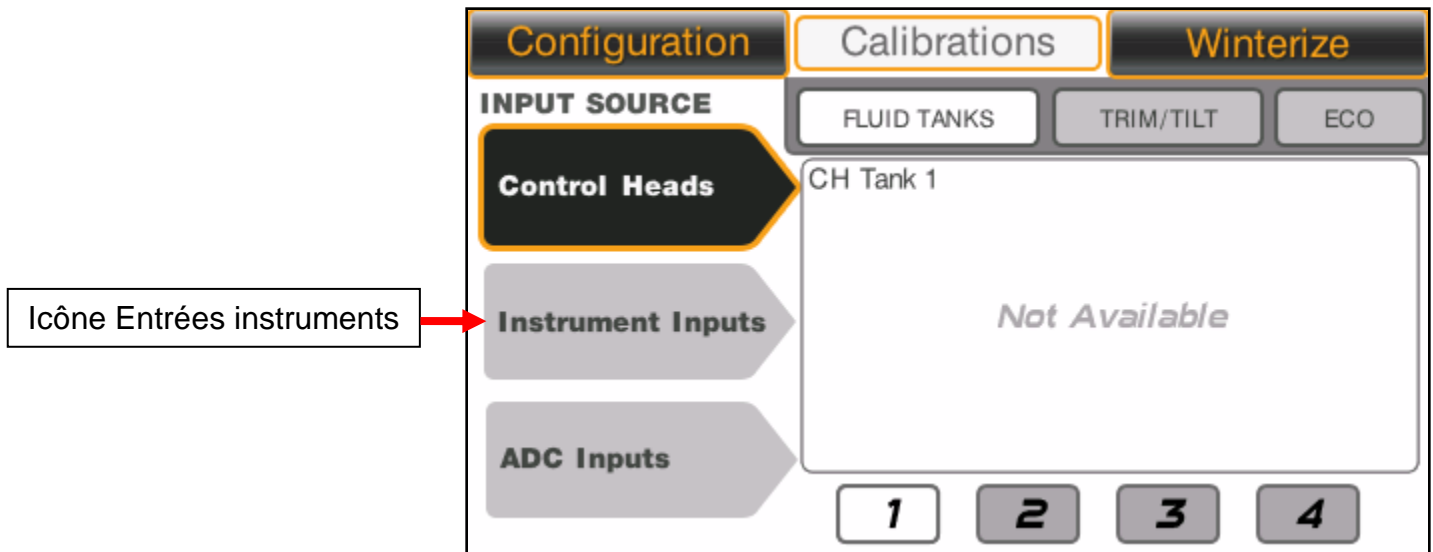 Configuration Calibrations Winterize
INPUT SOURCE
FLUID TANKS TRIM/TILT ECO
Control Heads
CH Tank 1
Icône Entrées instruments
Instrument Inputs
Not Available
ADC Inputs
1 2 3 4